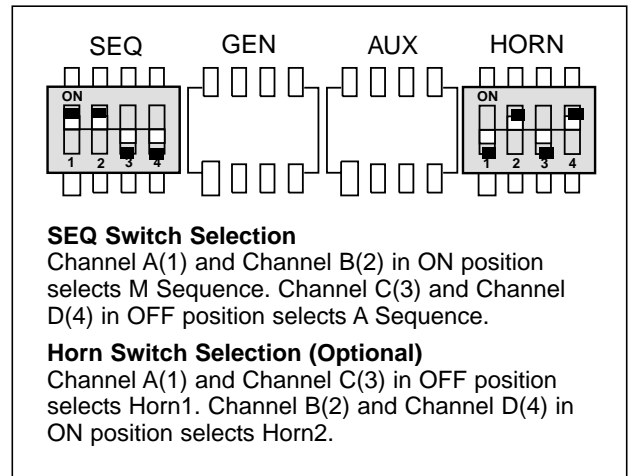 SEQ GEN AUX HORN
ON ON
1 2 3 4 1 2 3 4
SEQ Switch Selection
Channel A(1) and Channel B(2) in ON position
selects M Sequence. Channel C(3) and Channel
D(4) in OFF position selects A Sequence.
Horn Switch Selection (Optional)
Channel A(1) and Channel C(3) in OFF position
selects Horn1. Channel B(2) and Channel D(4) in
ON position selects Horn2.